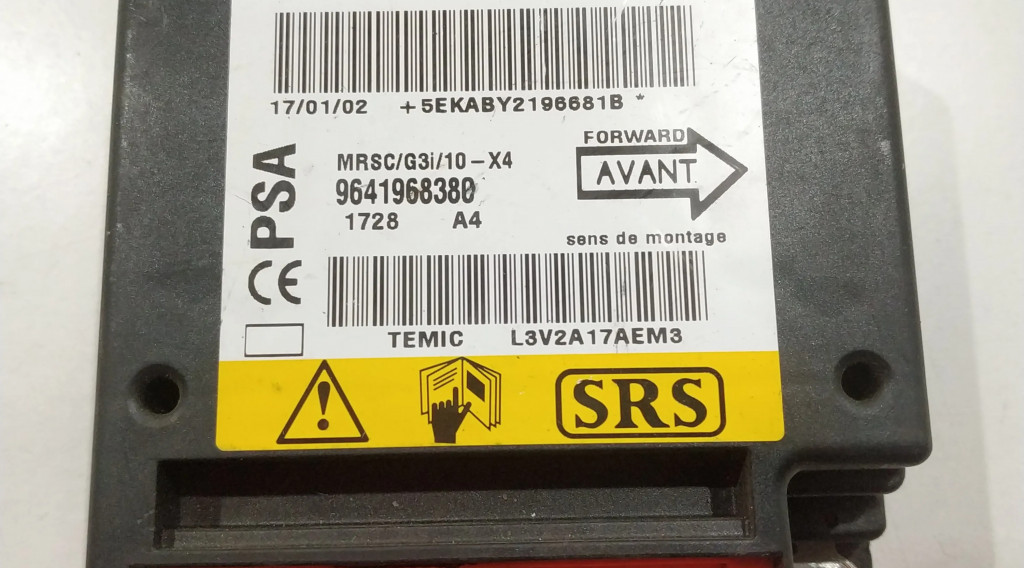 17/01/02 +5EKABY2196681B *
FORWARD
AVANT
MRSC/G3i/10-X4
9641968380
1728 A4
sens de montage
PSA
CE
TEMIC L3V2A17AEM3
SRS